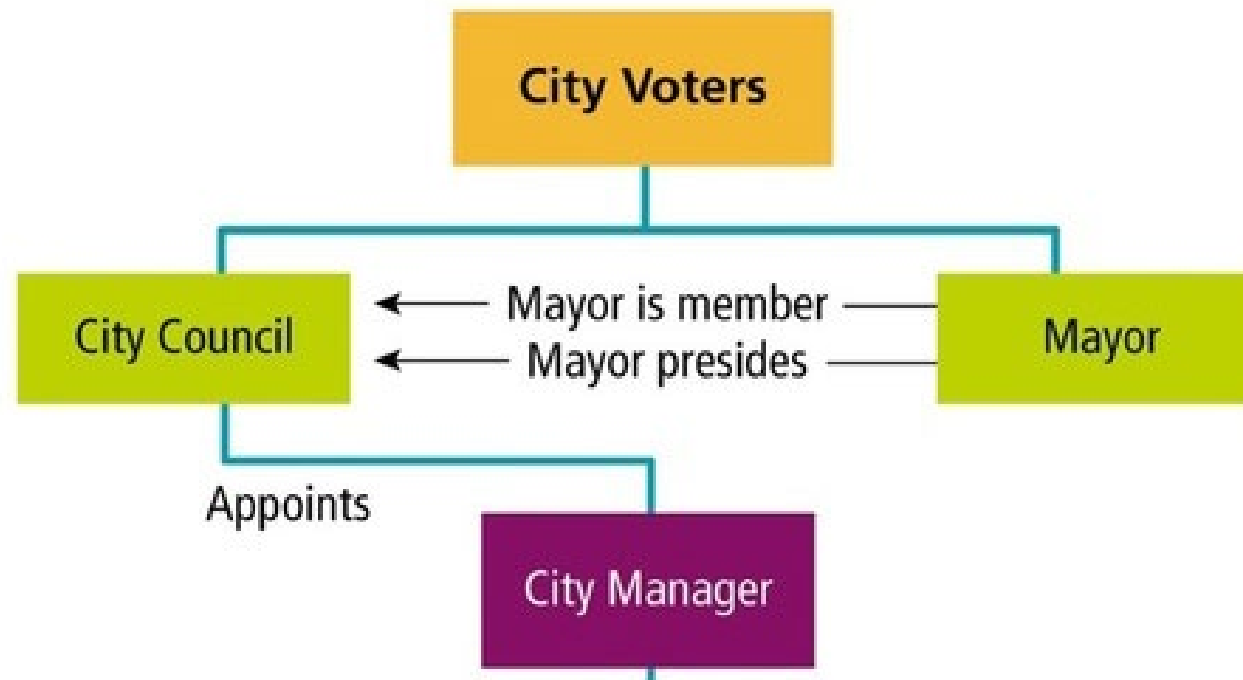 City Voters
City Council
Mayor is member
Mayor presides
Mayor
Appoints
City Manager